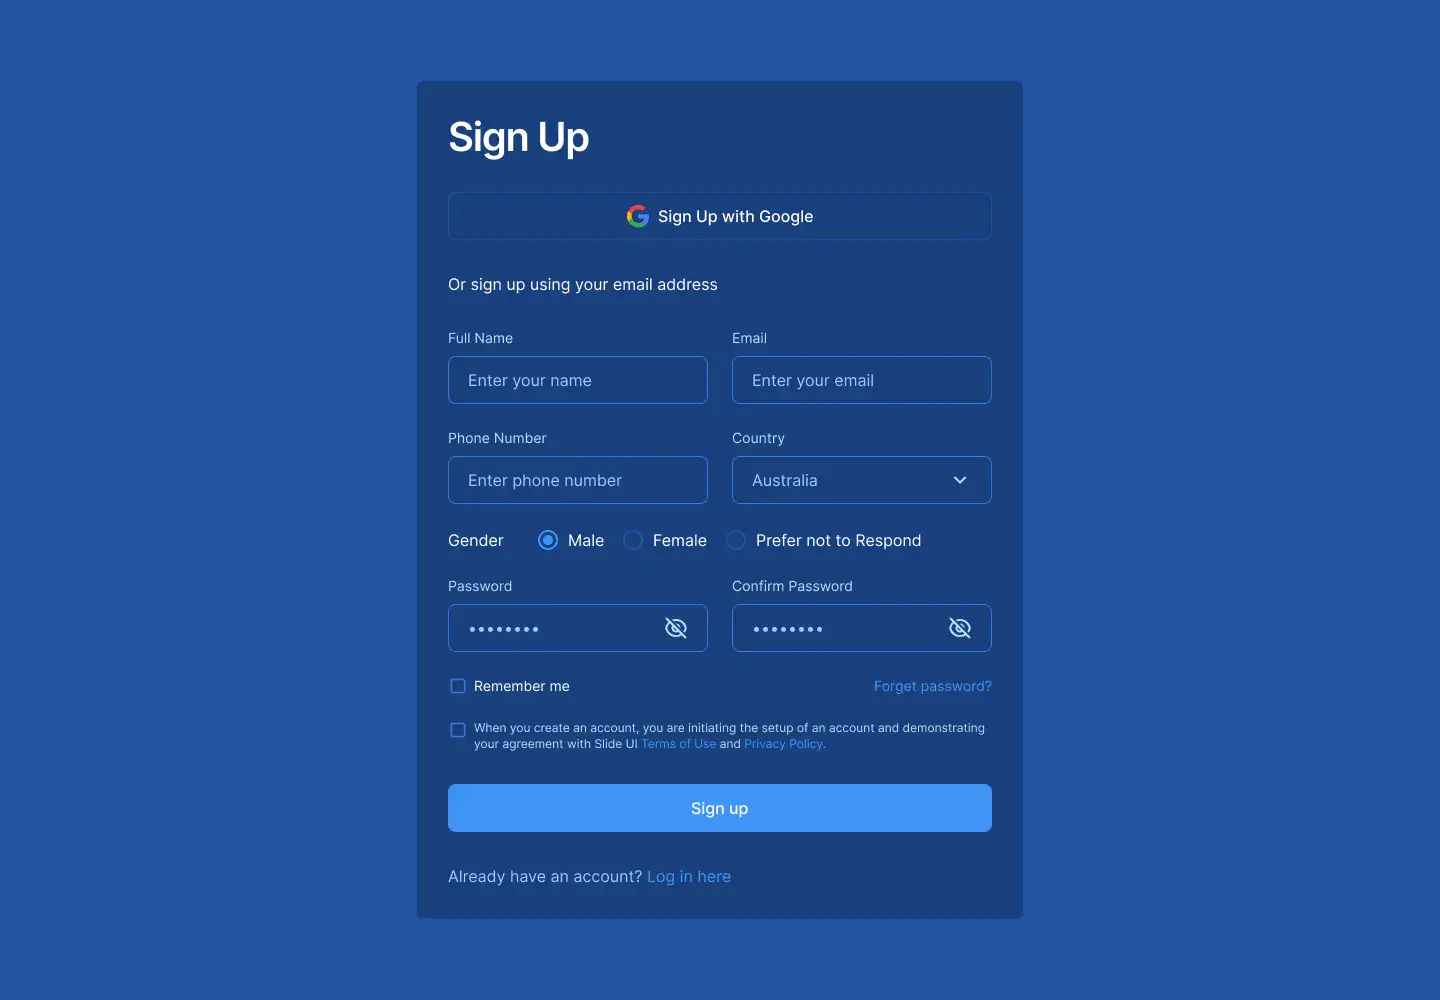 Sign Up
Sign Up with Google
Or sign up using your email address
Full Name
Email
Enter your name
Enter your email
Phone Number
Country
Enter phone number
Australia
Gender
Male
Female
Prefer not to Respond
Password
Confirm Password
••••••••
••••••••
Remember me
Forget password?
When you create an account, you are initiating the setup of an account and demonstrating
your agreement with Slide UI Terms of Use and Privacy Policy.
Sign up
Already have an account? Log in here